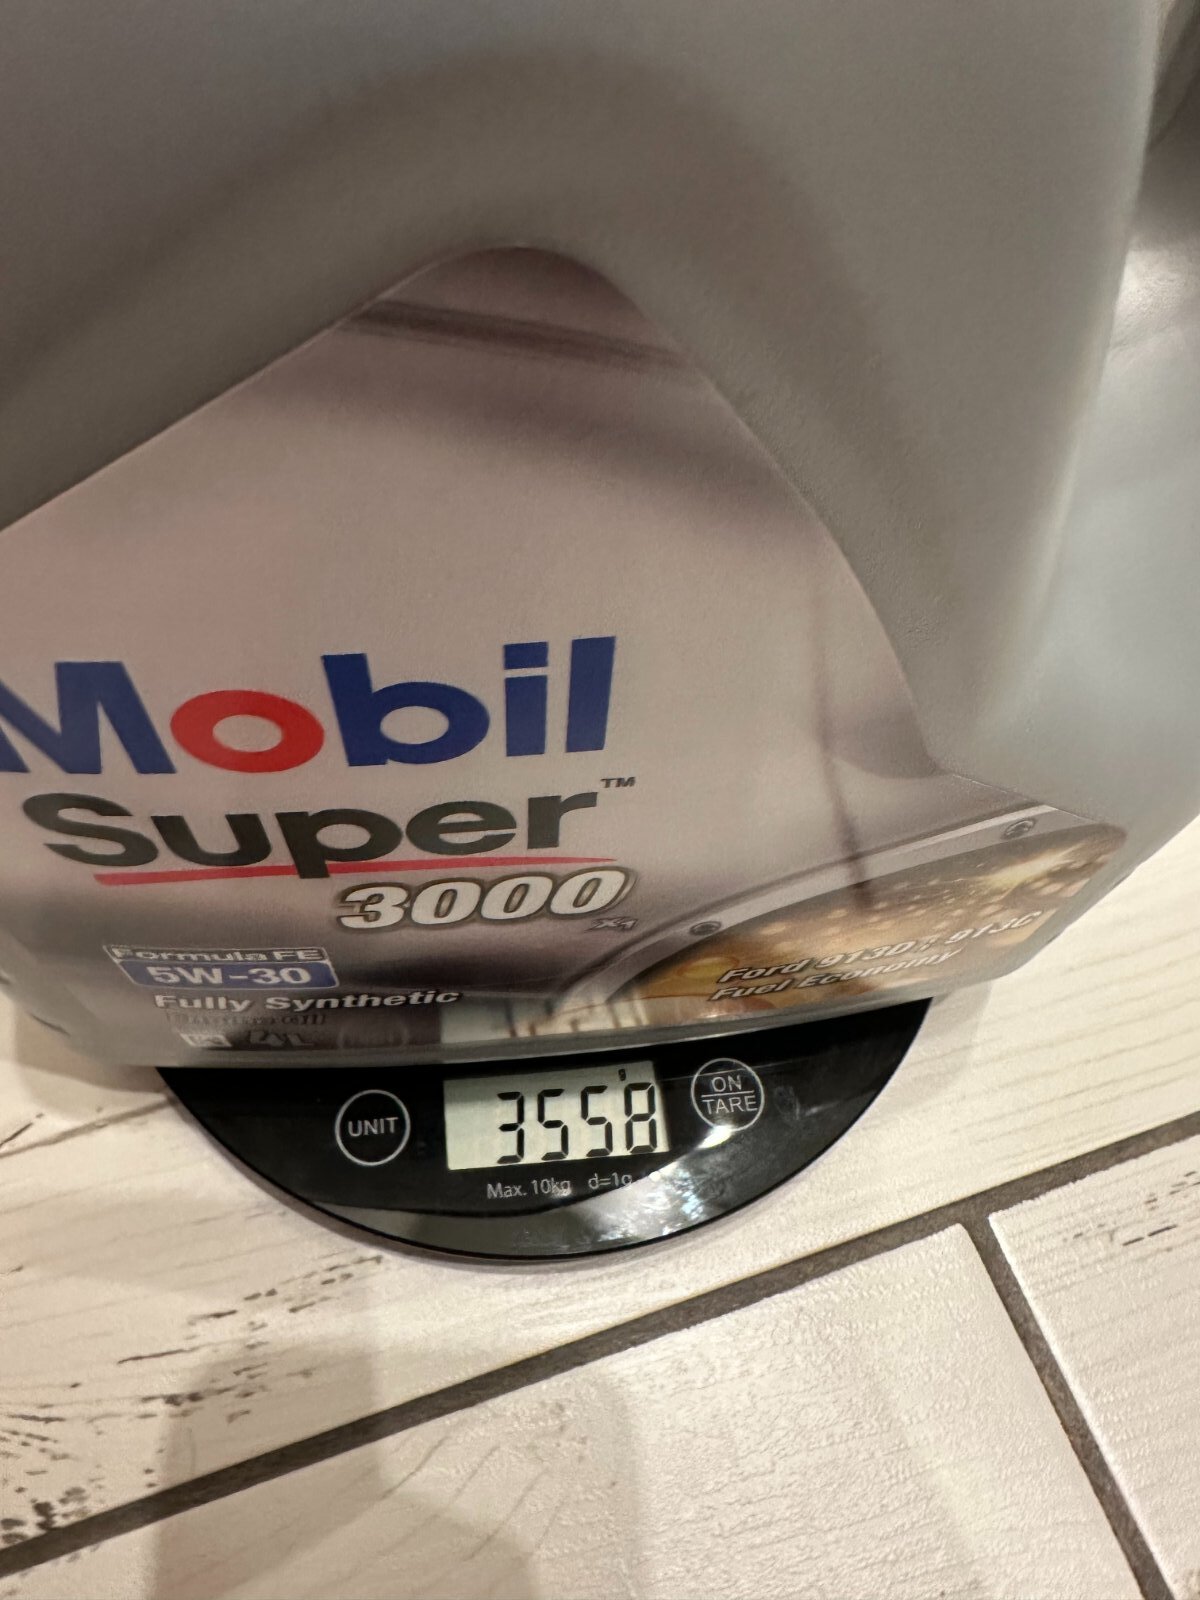 Mobil
Super™
3000 X1
Formula FE
5W-30
Fully Synthetic
Ford 913D 913C
Fuel Economy
UNIT
3558 g
ON
TARE
Max. 10kg d=1g